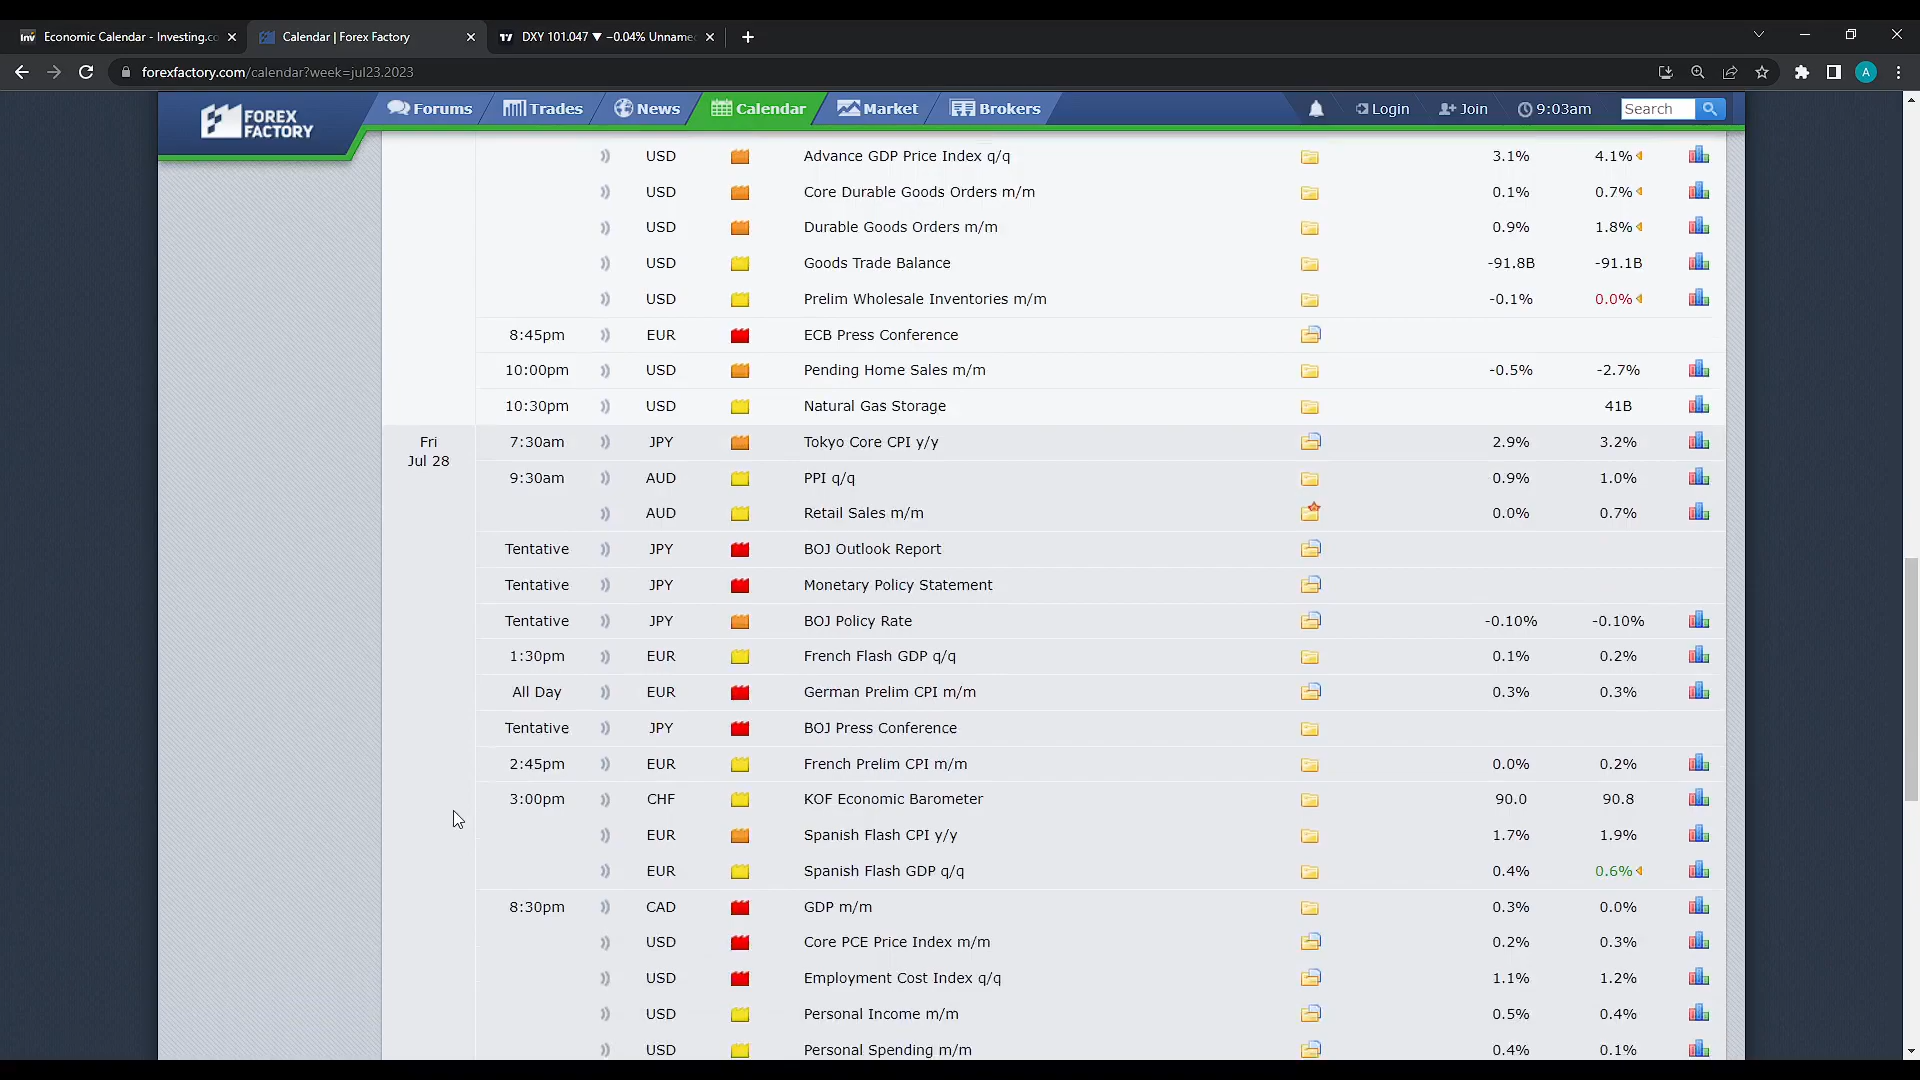 Economic Calendar - Investing.co
Calendar | Forex Factory
DXY 101.047 ▼ −0.04% Unname
forexfactory.com/calendar?week=jul23.2023
A
FOREX FACTORY
Forums
Trades
News
Calendar
Market
Brokers
Login
Join
9:03am
Search
USD Advance GDP Price Index q/q 3.1% 4.1%
USD Core Durable Goods Orders m/m 0.1% 0.7%
USD Durable Goods Orders m/m 0.9% 1.8%
USD Goods Trade Balance -91.8B -91.1B
USD Prelim Wholesale Inventories m/m -0.1% 0.0%
8:45pm EUR ECB Press Conference
10:00pm USD Pending Home Sales m/m -0.5% -2.7%
10:30pm USD Natural Gas Storage 41B
Fri 7:30am JPY Tokyo Core CPI y/y 2.9% 3.2%
Jul 28
9:30am AUD PPI q/q 0.9% 1.0%
AUD Retail Sales m/m 0.0% 0.7%
Tentative JPY BOJ Outlook Report
Tentative JPY Monetary Policy Statement
Tentative JPY BOJ Policy Rate -0.10% -0.10%
1:30pm EUR French Flash GDP q/q 0.1% 0.2%
All Day EUR German Prelim CPI m/m 0.3% 0.3%
Tentative JPY BOJ Press Conference
2:45pm EUR French Prelim CPI m/m 0.0% 0.2%
3:00pm CHF KOF Economic Barometer 90.0 90.8
EUR Spanish Flash CPI y/y 1.7% 1.9%
EUR Spanish Flash GDP q/q 0.4% 0.6%
8:30pm CAD GDP m/m 0.3% 0.0%
USD Core PCE Price Index m/m 0.2% 0.3%
USD Employment Cost Index q/q 1.1% 1.2%
USD Personal Income m/m 0.5% 0.4%
USD Personal Spending m/m 0.4% 0.1%